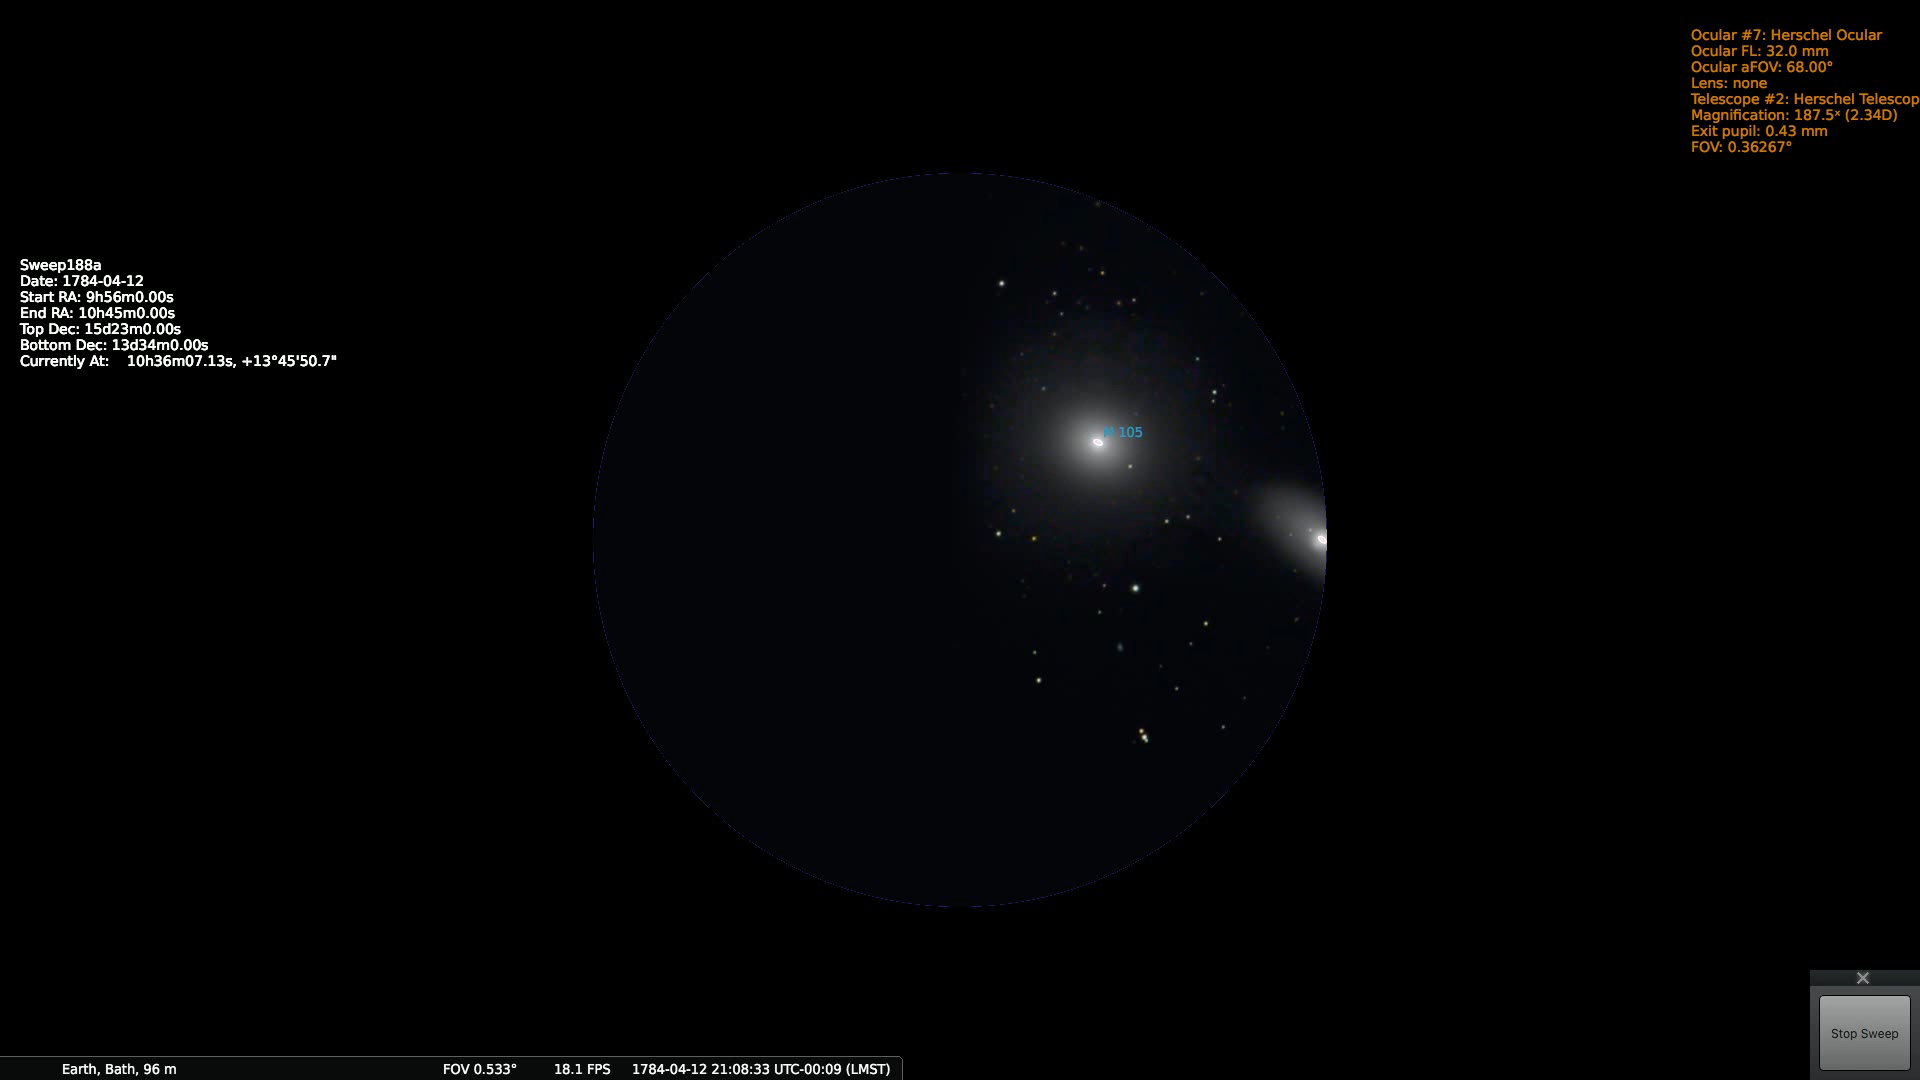 Ocular #7: Herschel Ocular
Ocular FL: 32.0 mm
Ocular aFOV: 68.00°
Lens: none
Telescope #2: Herschel Telescop
Magnification: 187.5ˣ (2.34D)
Exit pupil: 0.43 mm
FOV: 0.36267°
Sweep188a
Date: 1784-04-12
Start RA: 9h56m0.00s
End RA: 10h45m0.00s
Top Dec: 15d23m0.00s
Bottom Dec: 13d34m0.00s
Currently At: 10h36m07.13s, +13°45'50.7"
M 105
Stop Sweep
Earth, Bath, 96 m FOV 0.533° 18.1 FPS 1784-04-12 21:08:33 UTC-00:09 (LMST)